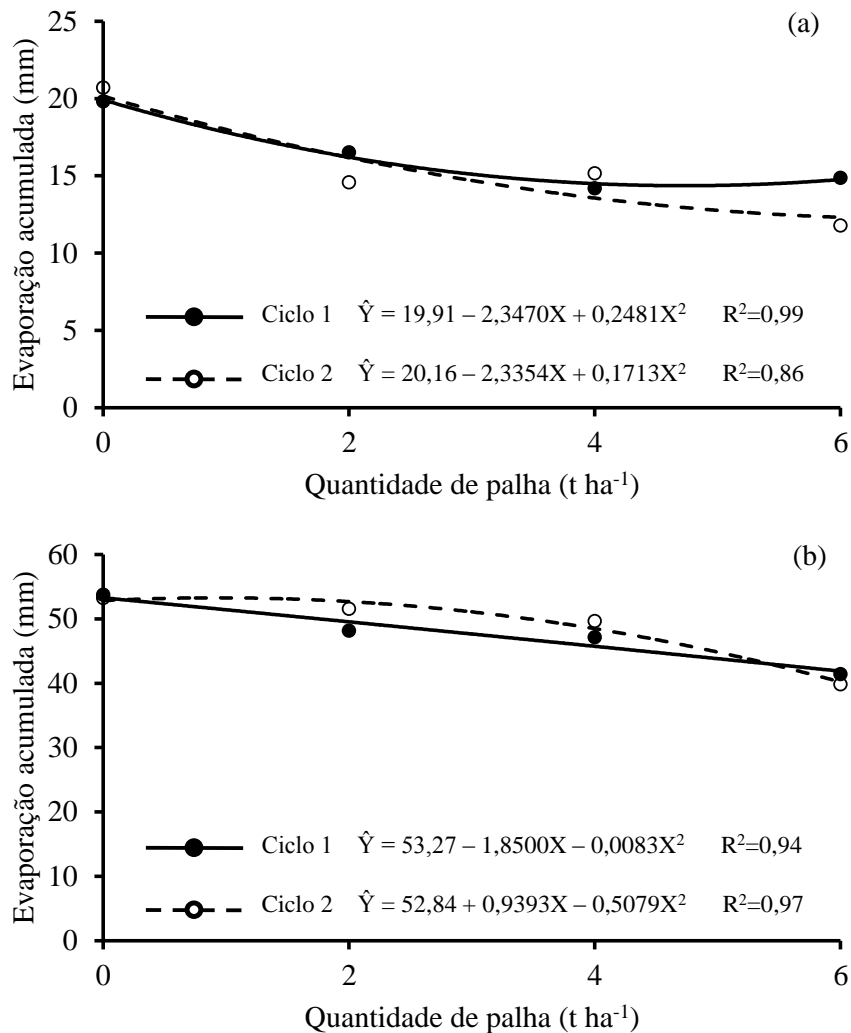 (a)
Evaporação acumulada (mm)
25
20
15
10
5
0
Ciclo 1 Ŷ = 19,91 – 2,3470X + 0,2481X² R²=0,99
Ciclo 2 Ŷ = 20,16 – 2,3354X + 0,1713X² R²=0,86
0 2 4 6
Quantidade de palha (t ha⁻¹)
(b)
Evaporação acumulada (mm)
60
50
40
30
20
10
0
Ciclo 1 Ŷ = 53,27 – 1,8500X – 0,0083X² R²=0,94
Ciclo 2 Ŷ = 52,84 + 0,9393X – 0,5079X² R²=0,97
0 2 4 6
Quantidade de palha (t ha⁻¹)